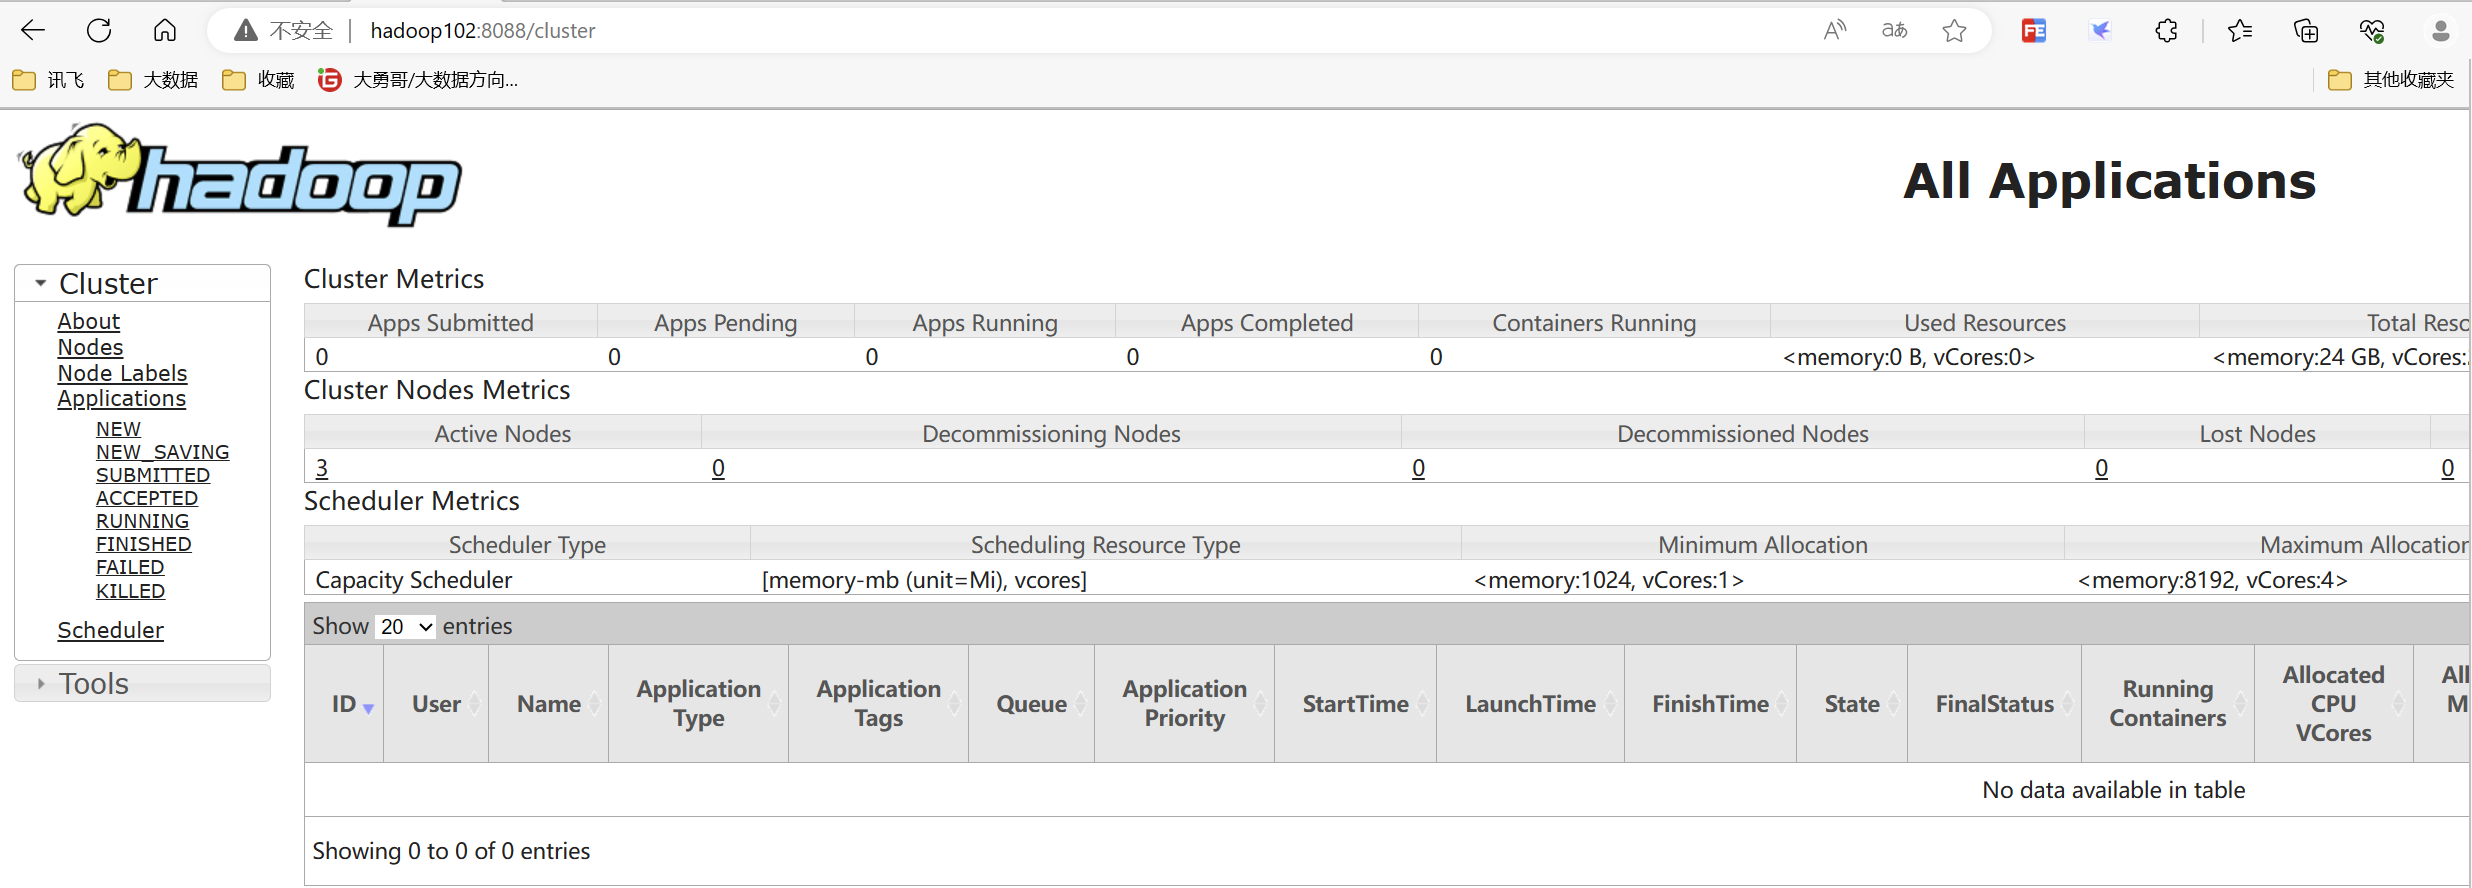 不安全 hadoop102:8088/cluster
讯飞 大数据 收藏 大勇哥/大数据方向... 其他收藏夹
hadoop
All Applications
Cluster
About
Nodes
Node Labels
Applications
NEW
NEW_SAVING
SUBMITTED
ACCEPTED
RUNNING
FINISHED
FAILED
KILLED
Scheduler
Tools
Cluster Metrics
Apps Submitted Apps Pending Apps Running Apps Completed Containers Running Used Resources Total Reso
0 0 0 0 0 <memory:0 B, vCores:0> <memory:24 GB, vCores:
Cluster Nodes Metrics
Active Nodes Decommissioning Nodes Decommissioned Nodes Lost Nodes
3 0 0 0 0
Scheduler Metrics
Scheduler Type Scheduling Resource Type Minimum Allocation Maximum Allocation
Capacity Scheduler [memory-mb (unit=Mi), vcores] <memory:1024, vCores:1> <memory:8192, vCores:4>
Show 20 entries
ID User Name Application Type Application Tags Queue Application Priority StartTime LaunchTime FinishTime State FinalStatus Running Containers Allocated CPU VCores All M
No data available in table
Showing 0 to 0 of 0 entries